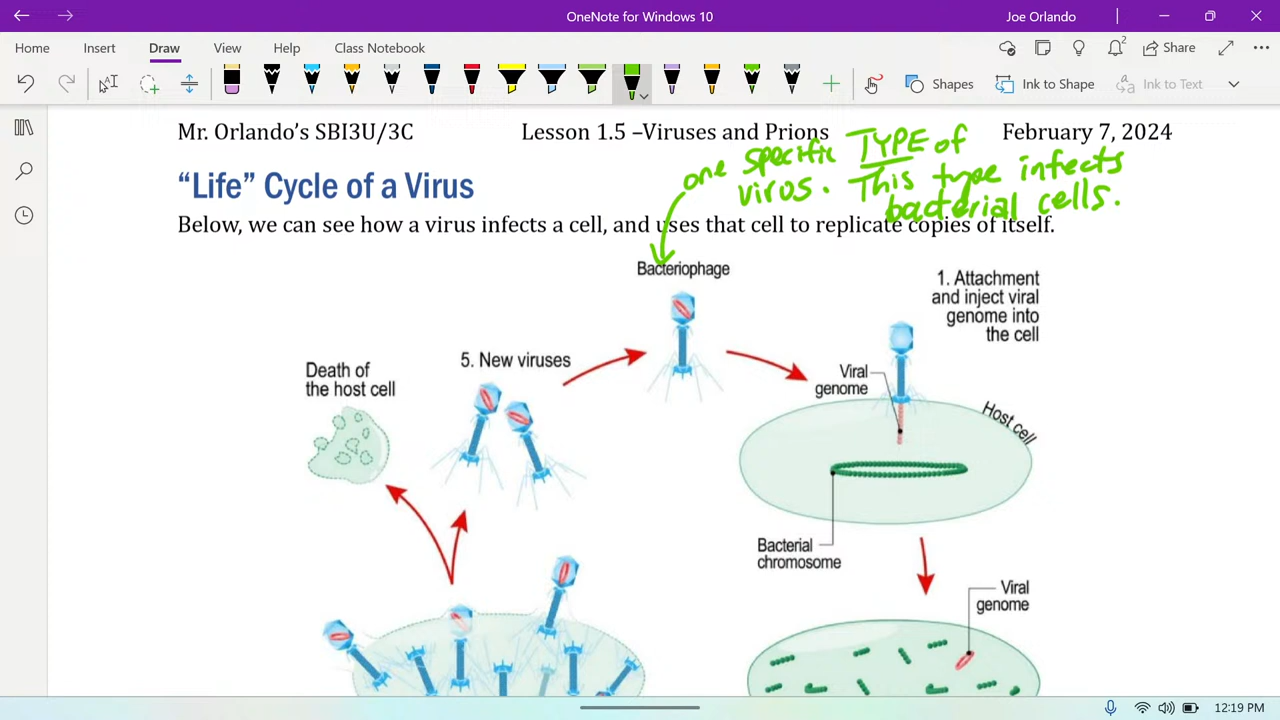 OneNote for Windows 10
Joe Orlando
Home Insert Draw View Help Class Notebook
2
Share
Shapes
Ink to Shape
Ink to Text
Mr. Orlando's SBI3U/3C Lesson 1.5 –Viruses and Prions February 7, 2024
one specific TYPE of
virus. This type infects
bacterial cells.
"Life" Cycle of a Virus
Below, we can see how a virus infects a cell, and uses that cell to replicate copies of itself.
Bacteriophage
1. Attachment
and inject viral
genome into
the cell
5. New viruses
Death of
the host cell
Viral
genome
Host cell
Bacterial
chromosome
Viral
genome
12:19 PM